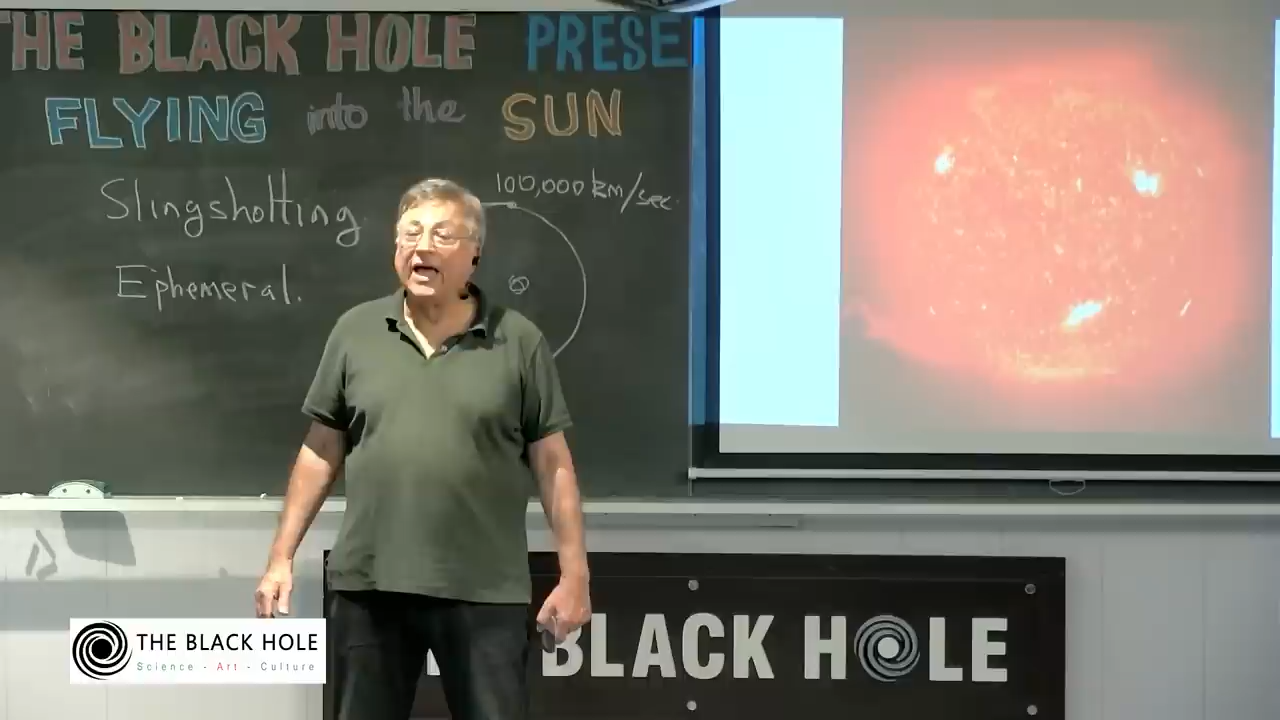 THE BLACK HOLE PRESE
FLYING into the SUN
Slingshotting
100,000 km/sec.
Ephemeral.
THE BLACK HOLE
Science - Art - Culture
BLACK HOLE